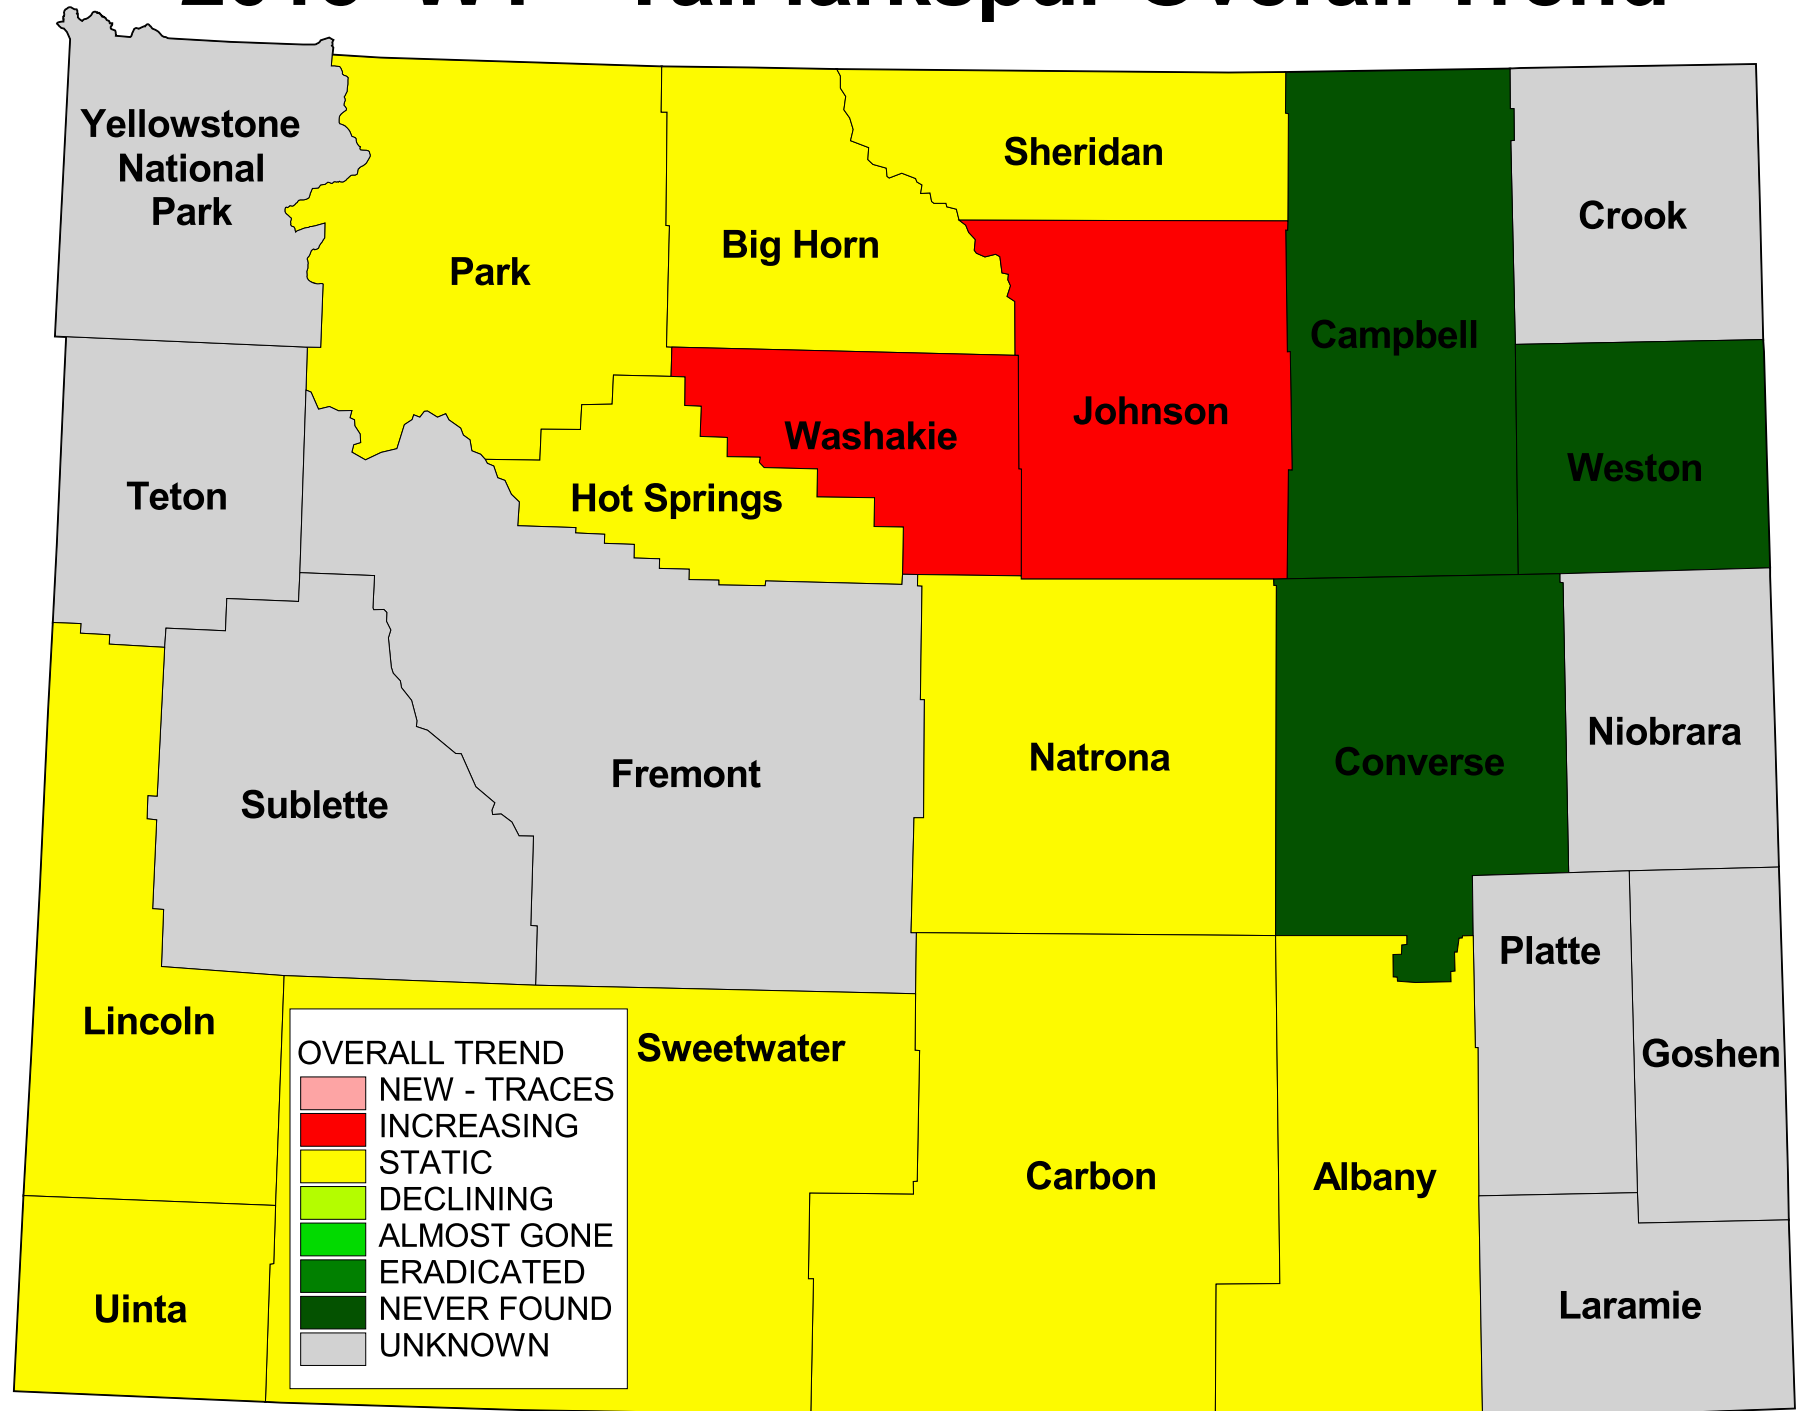 Overall Trend
Yellowstone
National
Park
Sheridan
Crook
Big Horn
Park
Campbell
Johnson
Washakie
Weston
Teton
Hot Springs
Niobrara
Natrona
Converse
Fremont
Sublette
Platte
Lincoln
Sweetwater
Goshen
OVERALL TREND
NEW - TRACES
INCREASING
STATIC
DECLINING
ALMOST GONE
ERADICATED
NEVER FOUND
UNKNOWN
Carbon
Albany
Uinta
Laramie